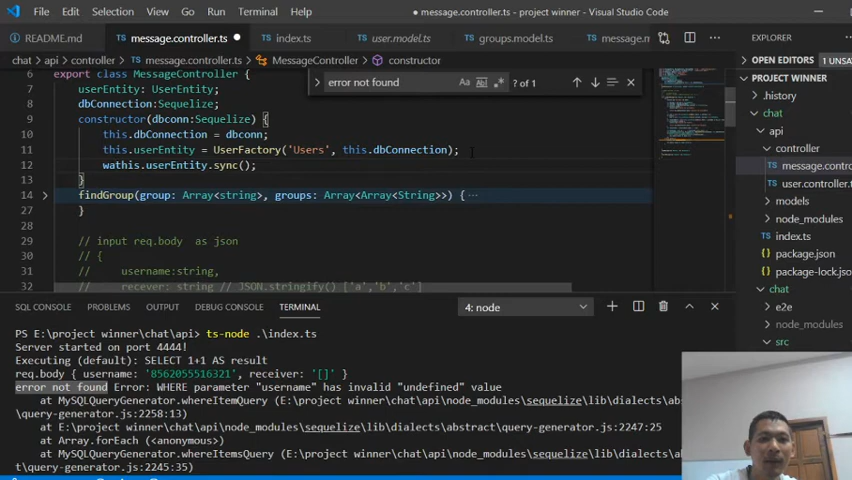 File Edit Selection View Go Run Terminal Help
● message.controller.ts - project winner - Visual Studio Code
README.md
TS message.controller.ts ●
TS index.ts
TS user.model.ts
TS groups.model.ts
TS message.m
EXPLORER
chat > api > controller > TS message.controller.ts > MessageController > constructor
> OPEN EDITORS 1 UNSA
error not found Aa Abl .* ? of 1
6 export class MessageController {
7 userEntity: UserEntity;
8 dbConnection:Sequelize;
9 constructor(dbconn:Sequelize) {
10 this.dbConnection = dbconn;
11 this.userEntity = UserFactory('Users', this.dbConnection);
12 wathis.userEntity.sync();
13 }
14 findGroup(group: Array<string>, groups: Array<Array<String>>) { ···
27 }
28
29 // input req.body as json
30 // {
31 // username:string,
32 // recever: string // JSON.stringify() ['a','b','c']
PROJECT WINNER
> .history
chat
api
controller
TS message.contro
TS user.controller.ts
> models
> node_modules
TS index.ts
package.json
package-lock.jso
chat
> e2e
> node_modules
src
SQL CONSOLE PROBLEMS OUTPUT DEBUG CONSOLE TERMINAL
4: node
PS E:\project winner\chat\api> ts-node .\index.ts
Server started on port 4444!
Executing (default): SELECT 1+1 AS result
req.body { username: '8562055516321', receiver: '[]' }
error not found Error: WHERE parameter "username" has invalid "undefined" value
at MySQLQueryGenerator.whereItemQuery (E:\project winner\chat\api\node_modules\sequelize\lib\dialects\abst
\query-generator.js:2258:13)
at E:\project winner\chat\api\node_modules\sequelize\lib\dialects\abstract\query-generator.js:2247:25
at Array.forEach (<anonymous>)
at MySQLQueryGenerator.whereItemsQuery (E:\project winner\chat\api\node_modules\sequelize\lib\dialects\abs
t\query-generator.js:2245:35)